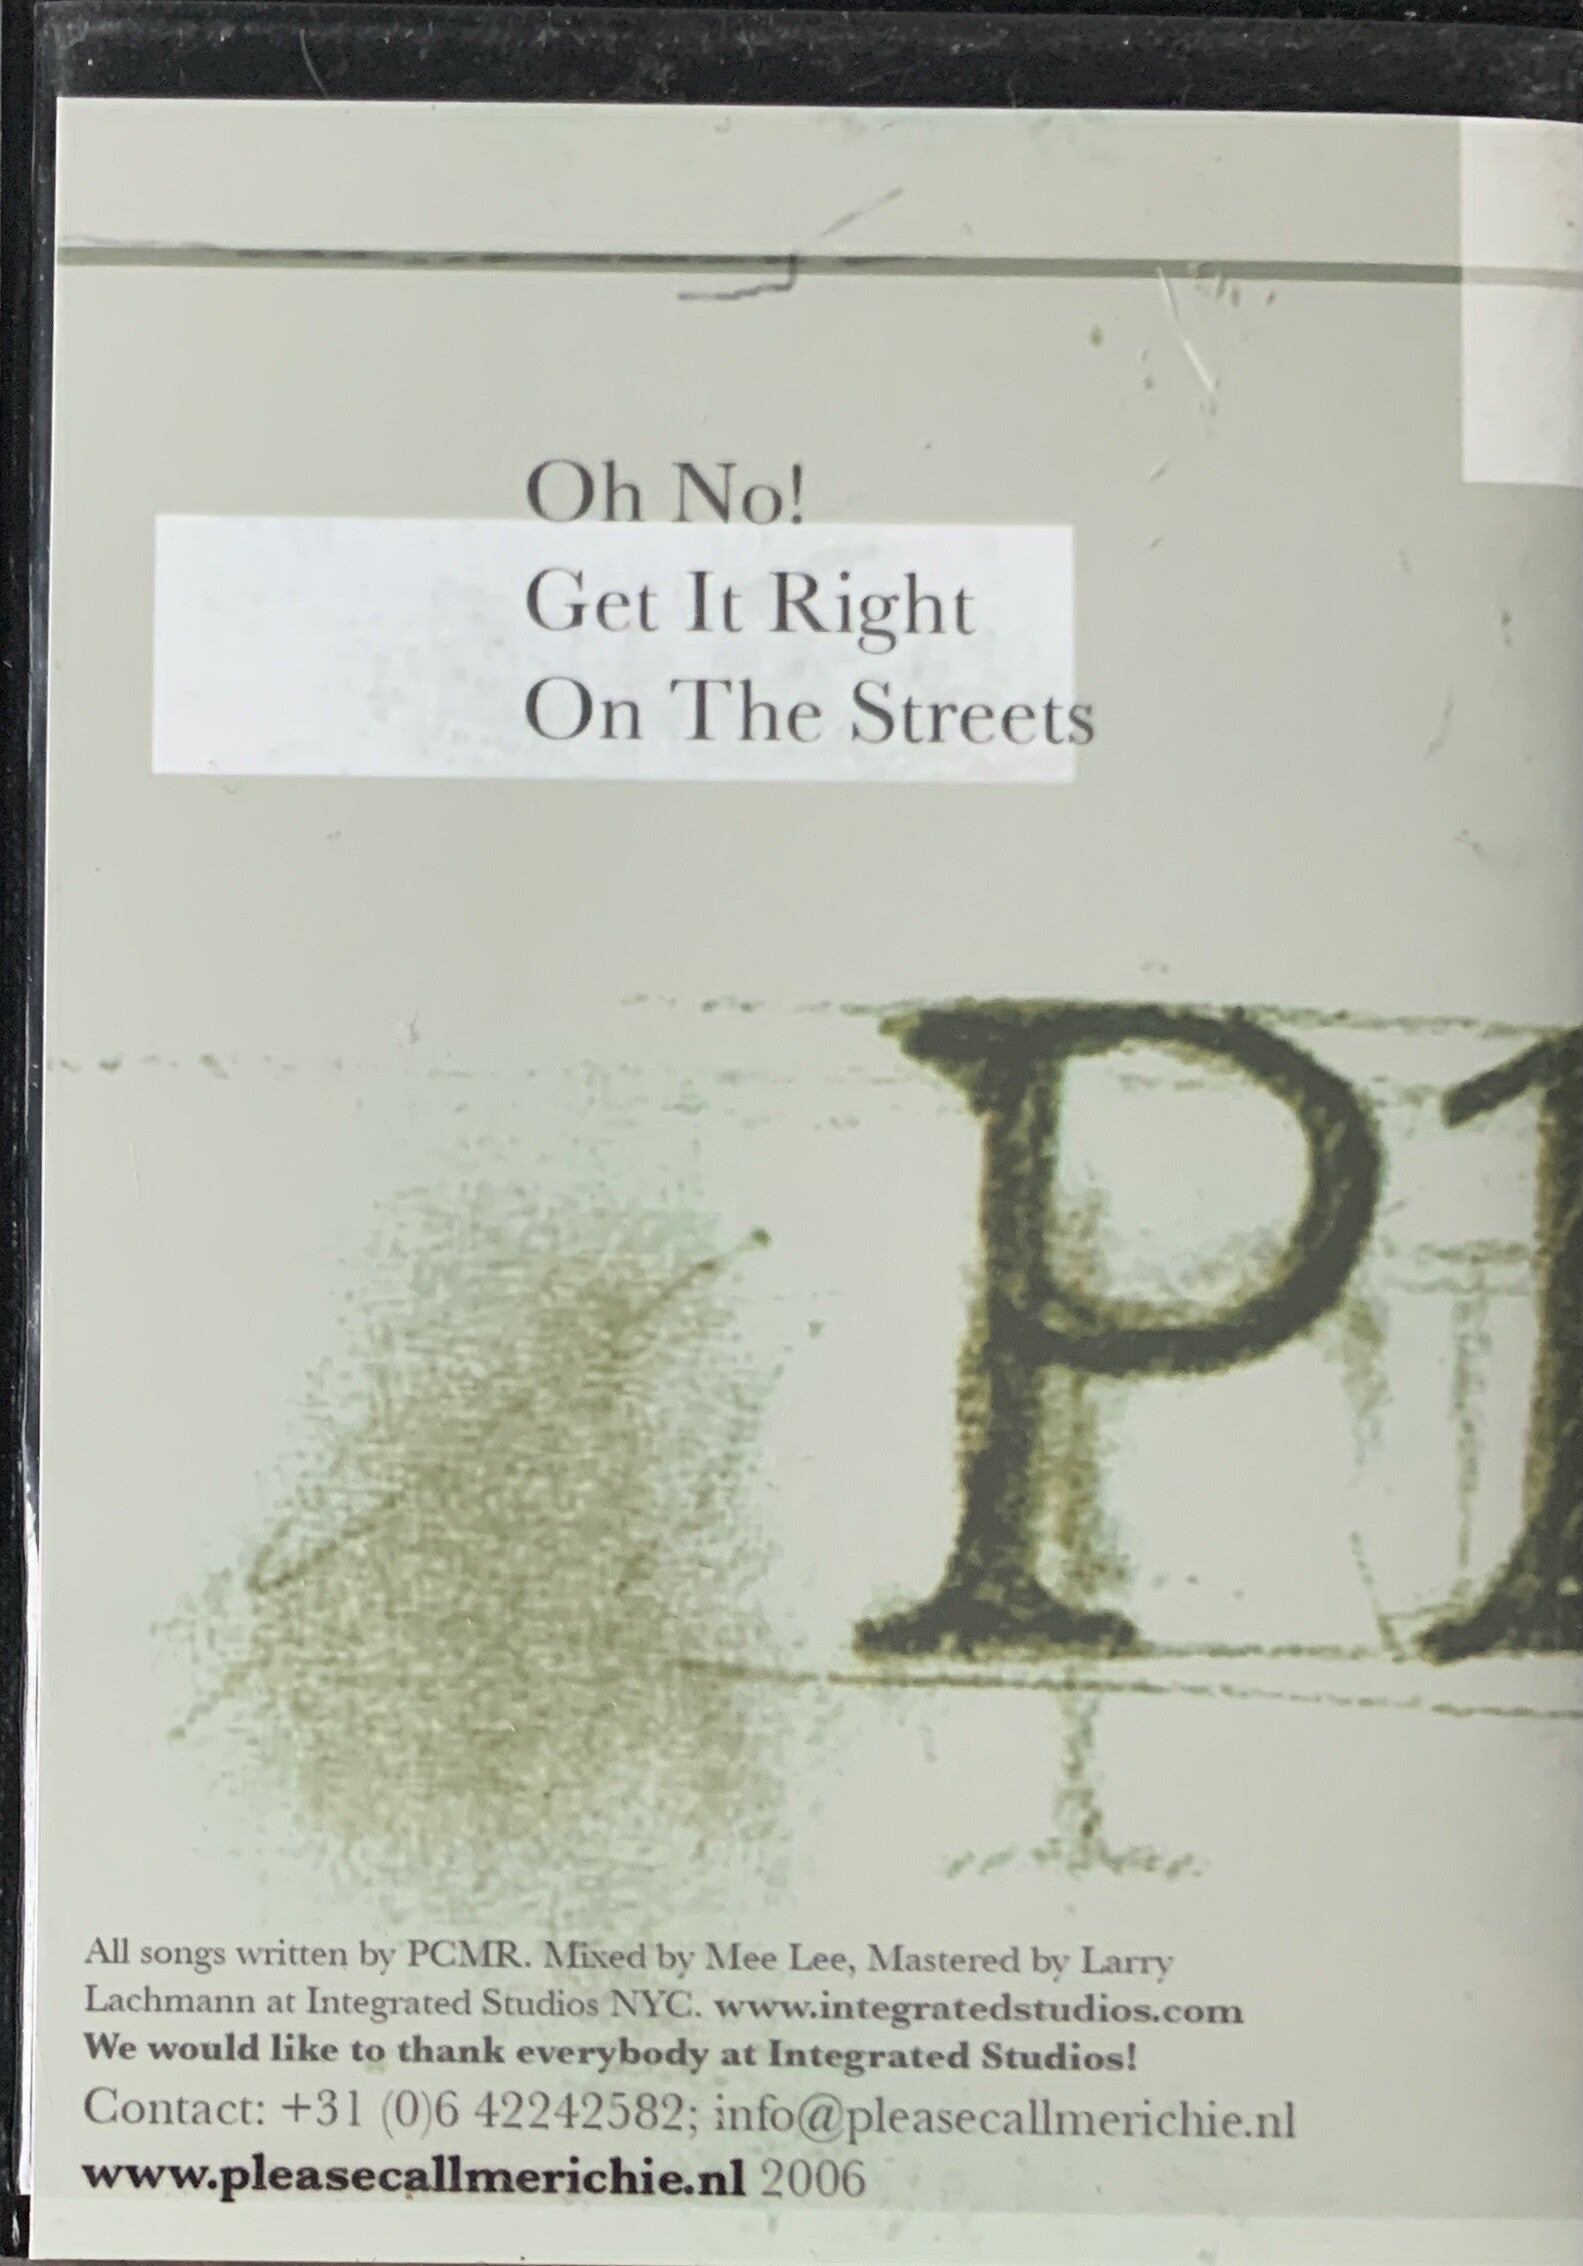 Oh No!
Get It Right
On The Streets
P
All songs written by PCMR. Mixed by Mee Lee, Mastered by Larry
Lachmann at Integrated Studios NYC. www.integratedstudios.com
We would like to thank everybody at Integrated Studios!
Contact: +31 (0)6 42242582; info@pleasecallmerichie.nl
www.pleasecallmerichie.nl 2006